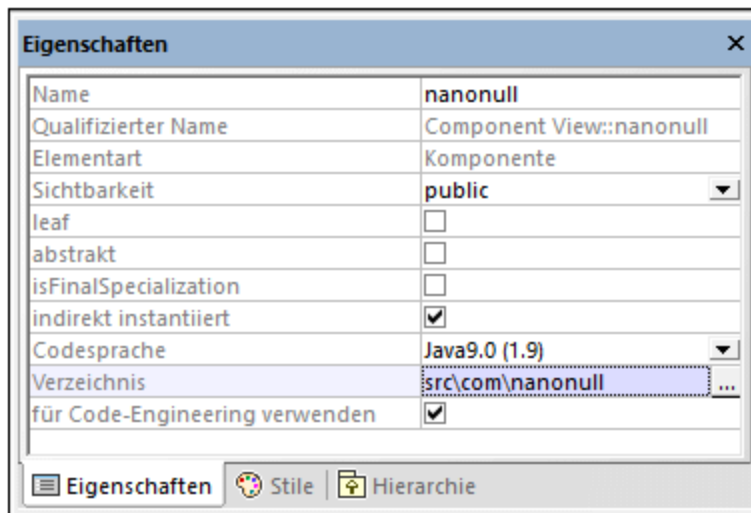 Eigenschaften
Name nanonull
Qualifizierter Name Component View::nanonull
Elementart Komponente
Sichtbarkeit public
leaf
abstrakt
isFinalSpecialization
indirekt instantiiert
Codesprache Java9.0 (1.9)
Verzeichnis src\com\nanonull ...
für Code-Engineering verwenden
Eigenschaften Stile Hierarchie